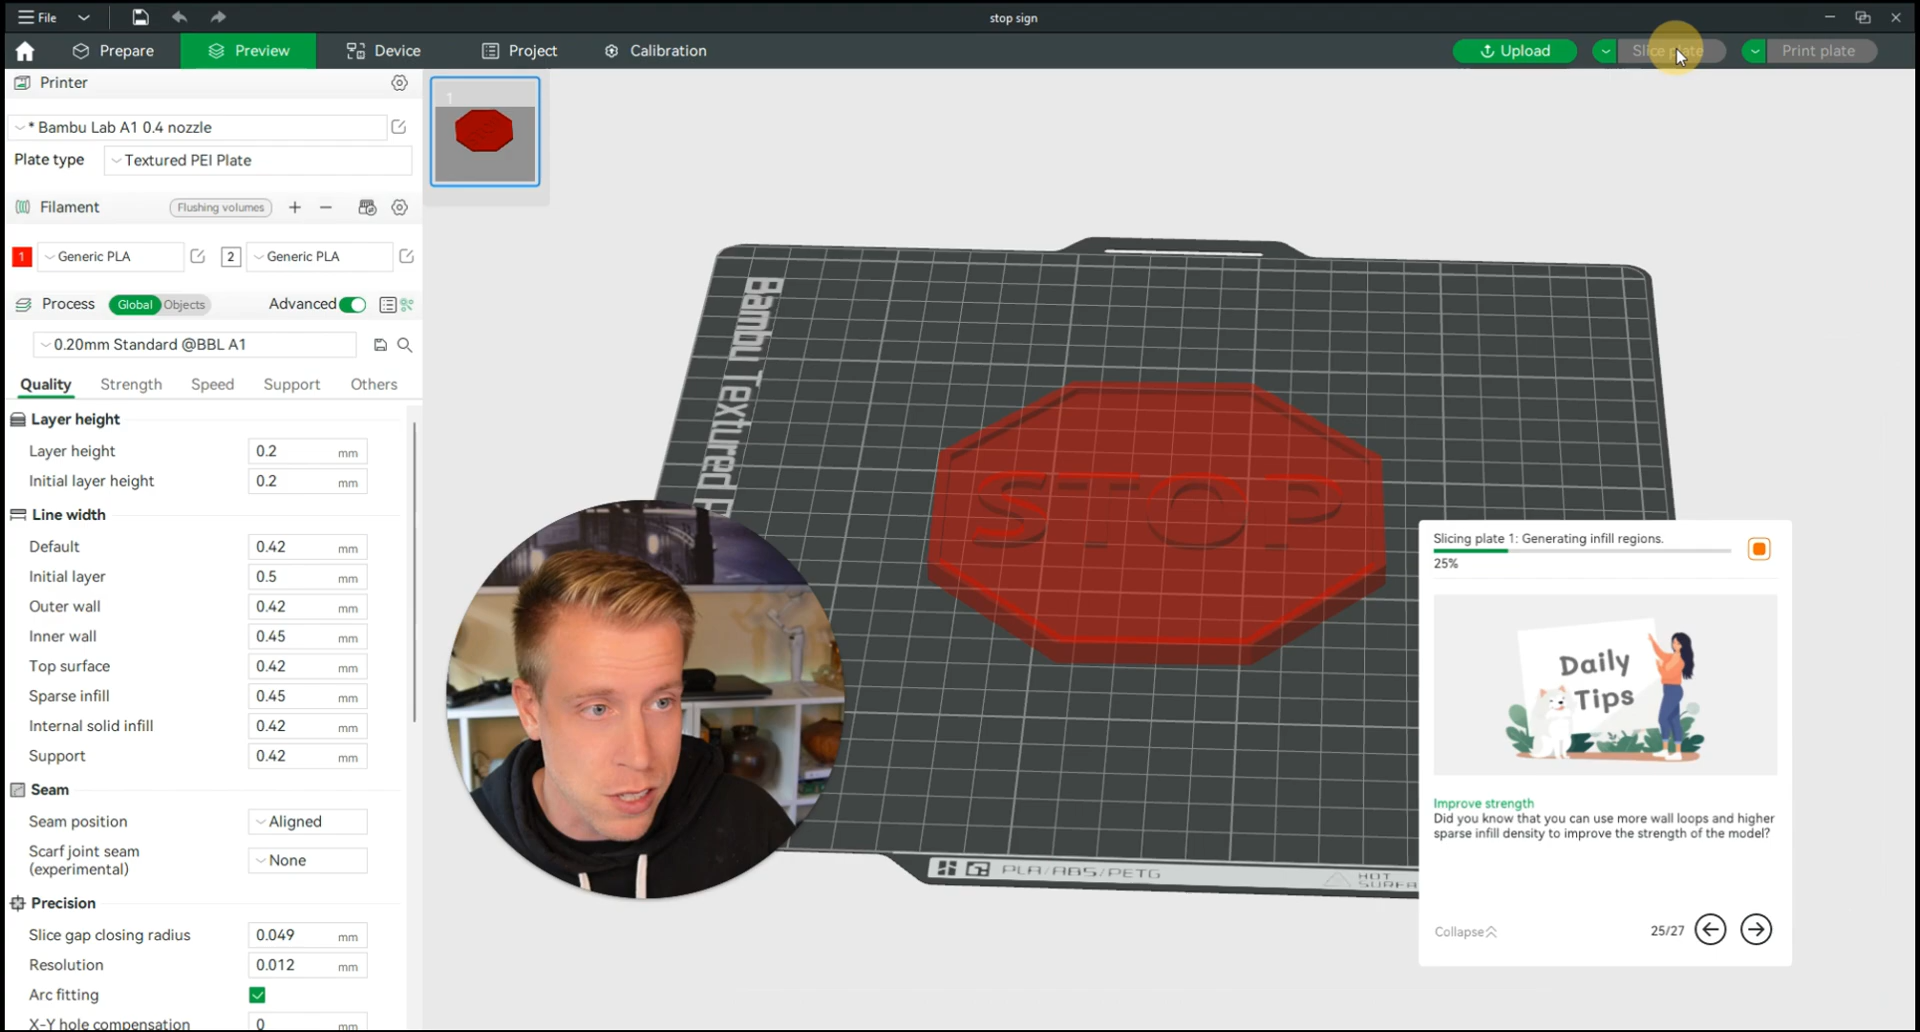 File
stop sign
Prepare
Preview
Device
Project
Calibration
Upload
Slice plate
Print plate
Printer
* Bambu Lab A1 0.4 nozzle
Plate type
Textured PEI Plate
Filament
Flushing volumes
+
−
1
Generic PLA
2
Generic PLA
Process
Global
Objects
Advanced
0.20mm Standard @BBL A1
Quality
Strength
Speed
Support
Others
Layer height
Layer height 0.2 mm
Initial layer height 0.2 mm
Line width
Default 0.42 mm
Initial layer 0.5 mm
Outer wall 0.42 mm
Inner wall 0.45 mm
Top surface 0.42 mm
Sparse infill 0.45 mm
Internal solid infill 0.42 mm
Support 0.42 mm
Seam
Seam position Aligned
Scarf joint seam
(experimental)
None
Precision
Slice gap closing radius 0.049 mm
Resolution 0.012 mm
Arc fitting
X-Y hole compensation 0 mm
1
Bambu Textured P
STOP
PLA/ABS/PETG
HOT
SURFA
Slicing plate 1: Generating infill regions.
25%
Daily
Tips
Improve strength
Did you know that you can use more wall loops and higher
sparse infill density to improve the strength of the model?
Collapse
25/27